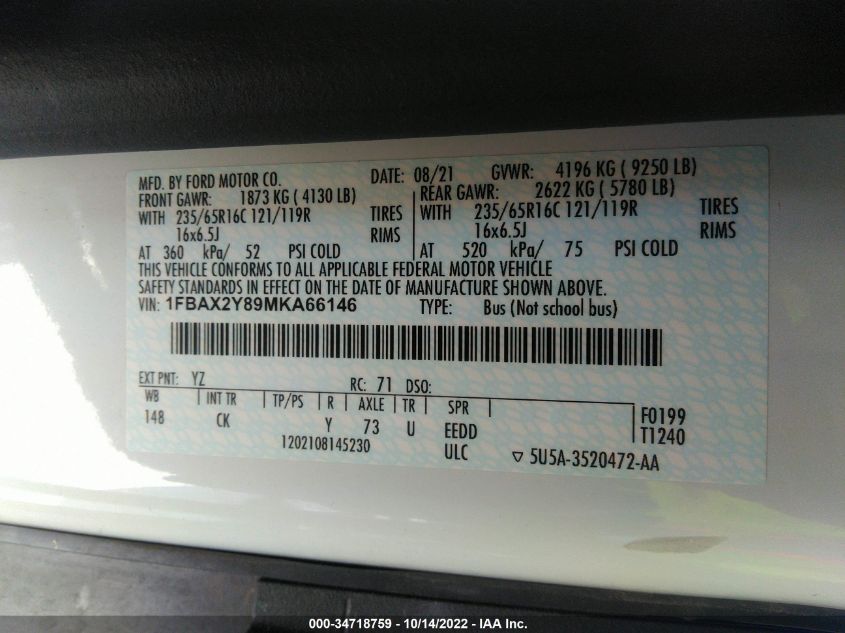 MFD. BY FORD MOTOR CO. DATE: 08/21 GVWR: 4196 KG ( 9250 LB)
FRONT GAWR: 1873 KG ( 4130 LB) REAR GAWR: 2622 KG ( 5780 LB)
WITH 235/65R16C 121/119R TIRES WITH 235/65R16C 121/119R TIRES
16x6.5J RIMS 16x6.5J RIMS
AT 360 kPa/ 52 PSI COLD AT 520 kPa/ 75 PSI COLD
THIS VEHICLE CONFORMS TO ALL APPLICABLE FEDERAL MOTOR VEHICLE
SAFETY STANDARDS IN EFFECT ON THE DATE OF MANUFACTURE SHOWN ABOVE.
VIN: 1FBAX2Y89MKA66146 TYPE: Bus (Not school bus)
EXT PNT: YZ RC: 71 DSO:
WB INT TR TP/PS R AXLE TR SPR F0199
148 CK Y 73 U EEDD T1240
1202108145230 ULC ▽ 5U5A-3520472-AA
000-34718759 - 10/14/2022 - IAA Inc.